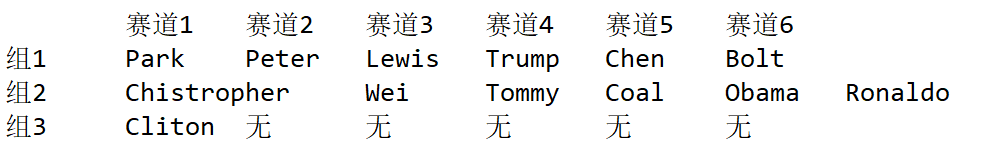 赛道1 赛道2 赛道3 赛道4 赛道5 赛道6
组1 Park Peter Lewis Trump Chen Bolt
组2 Chistropher Wei Tommy Coal Obama Ronaldo
组3 Cliton 无 无 无 无 无